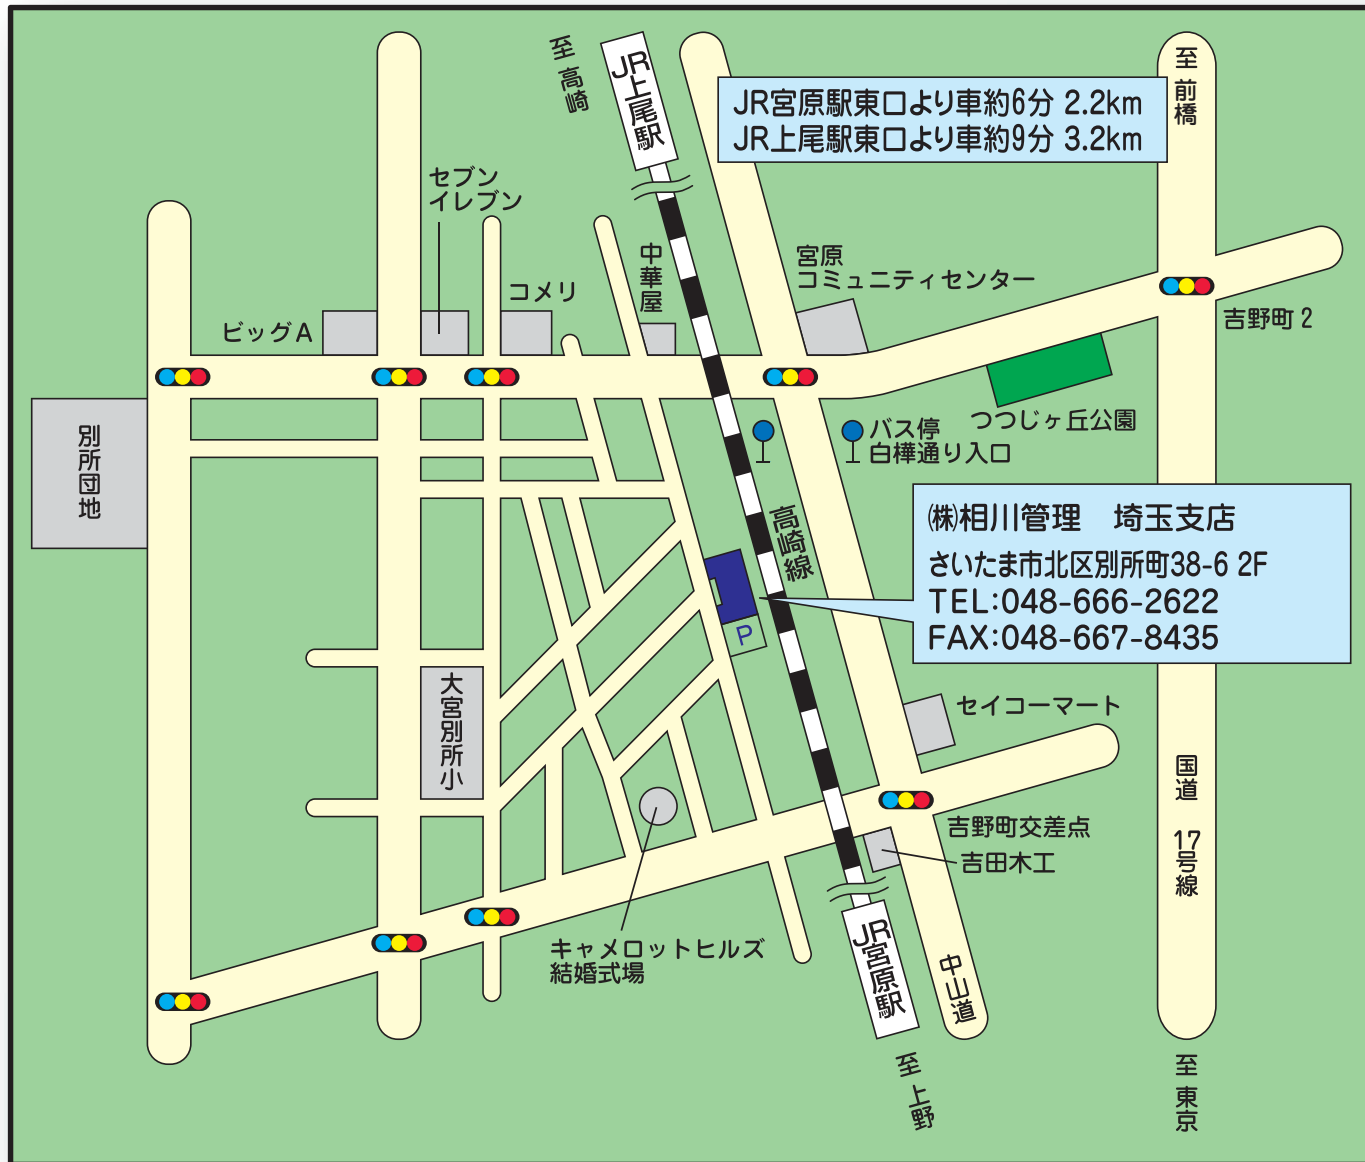 至 高崎
JR上尾駅
JR宮原駅東口より車約6分 2.2km
JR上尾駅東口より車約9分 3.2km
至 前橋
セブン
イレブン
中華屋
宮原
コミュニティセンター
コメリ
ビッグA
吉野町 2
別所団地
つつじヶ丘公園
バス停
白樺通り入口
高崎線
㈱相川管理　埼玉支店
さいたま市北区別所町38-6 2F
TEL:048-666-2622
FAX:048-667-8435
P
大宮別所小
セイコーマート
国道 17号線
吉野町交差点
吉田木工
キャメロットヒルズ
結婚式場
JR宮原駅
中山道
至 上野
至 東京